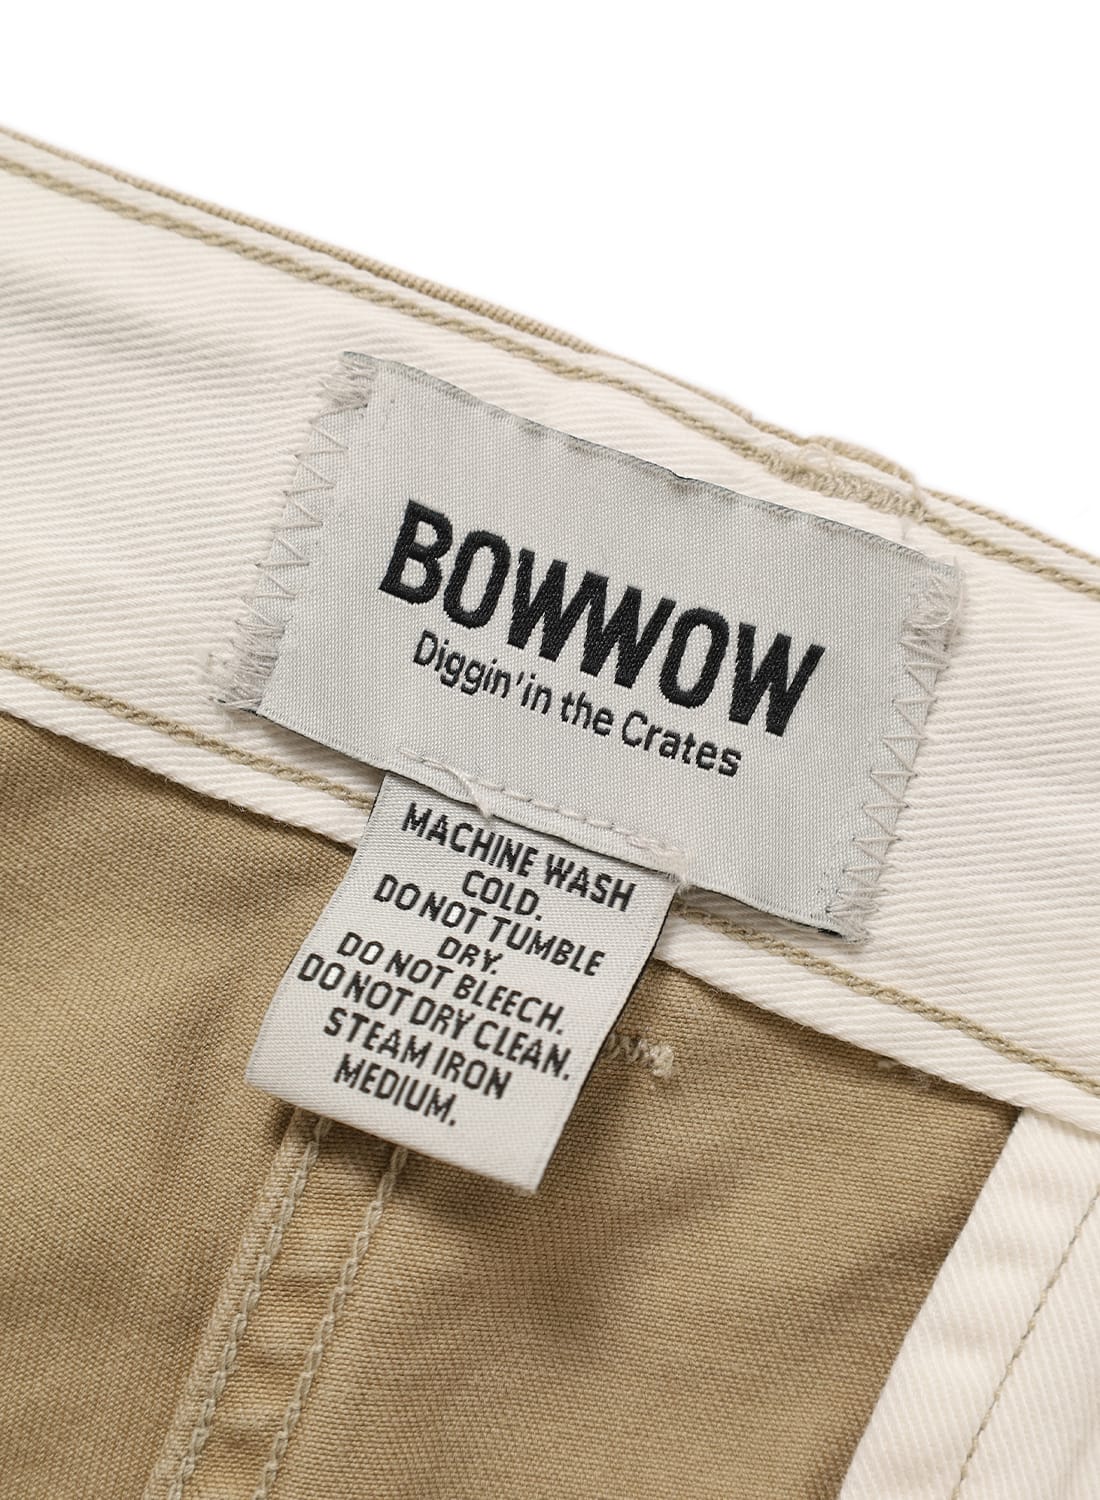 BOWWOW
Diggin' in the Crates
MACHINE WASH
COLD.
DO NOT TUMBLE
DRY.
DO NOT BLEECH.
DO NOT DRY CLEAN.
STEAM IRON
MEDIUM.